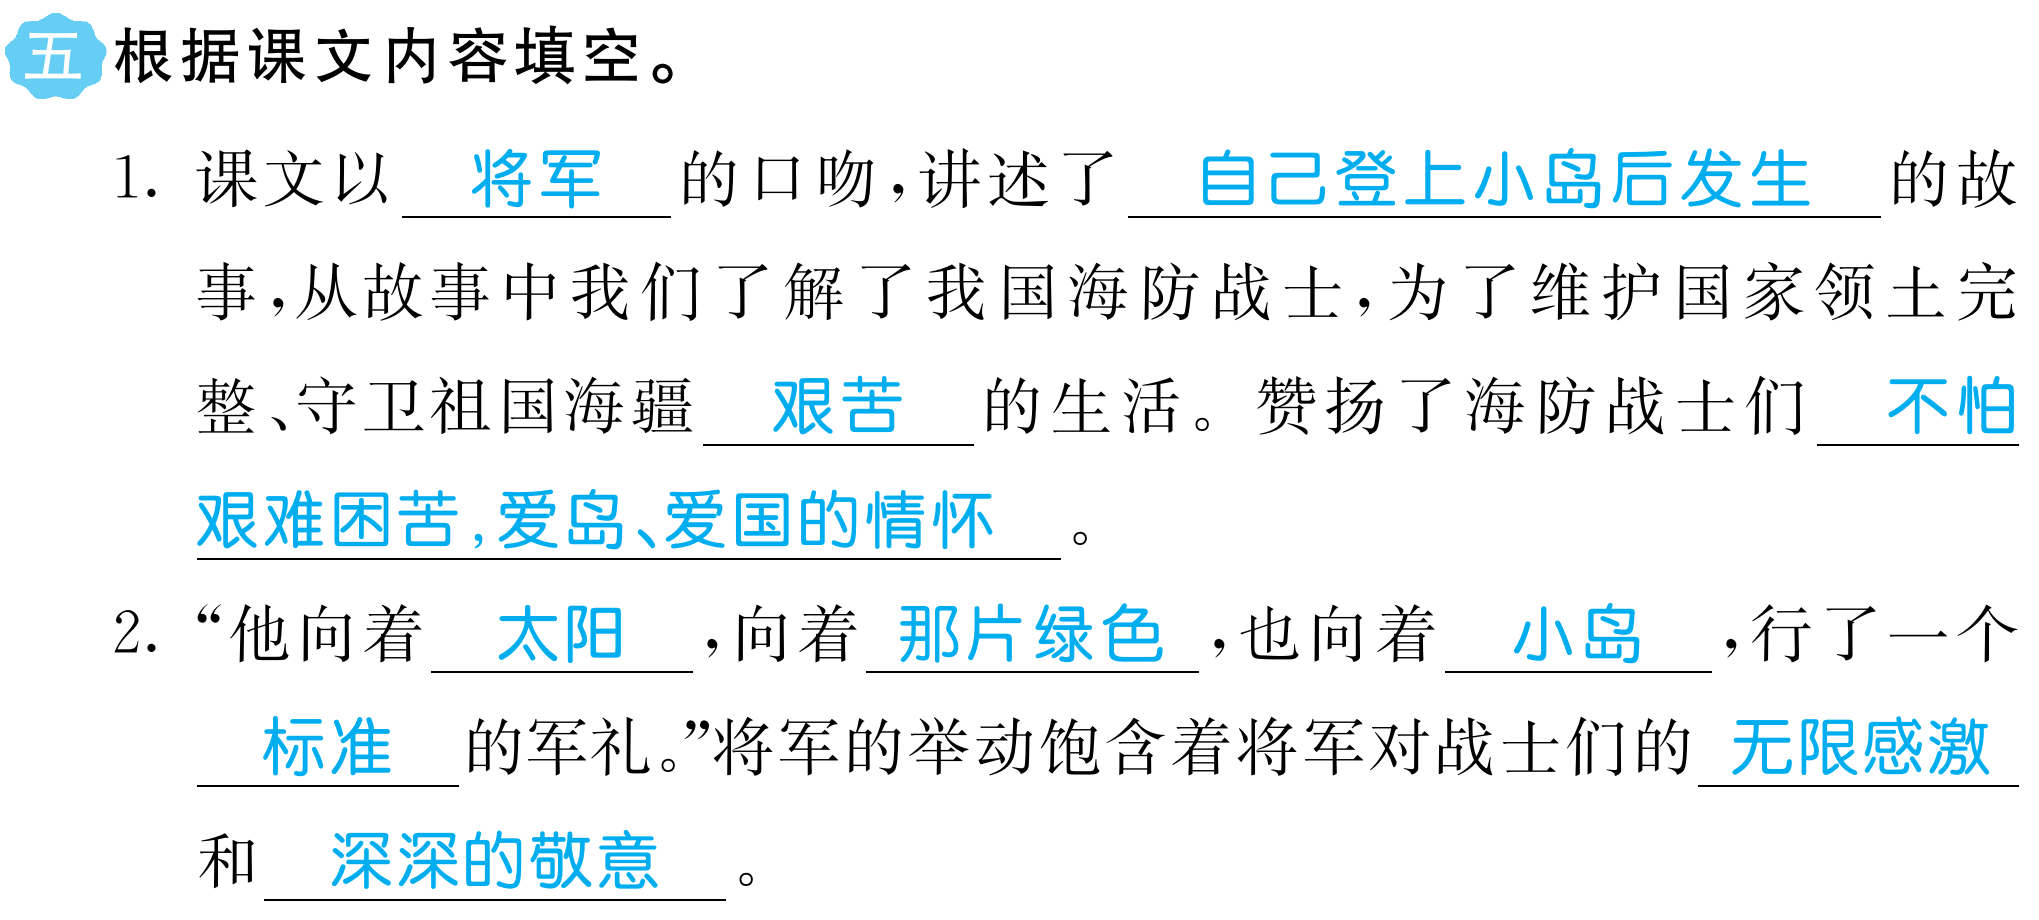 五 根据课文内容填空。
1. 课文以 将军 的口吻,讲述了 自己登上小岛后发生 的故
事,从故事中我们了解了我国海防战士,为了维护国家领土完
整、守卫祖国海疆 艰苦 的生活。赞扬了海防战士们 不怕
艰难困苦,爱岛、爱国的情怀 。
2. “他向着 太阳 ,向着 那片绿色 ,也向着 小岛 ,行了一个
标准 的军礼。”将军的举动饱含着将军对战士们的 无限感激
和 深深的敬意 。